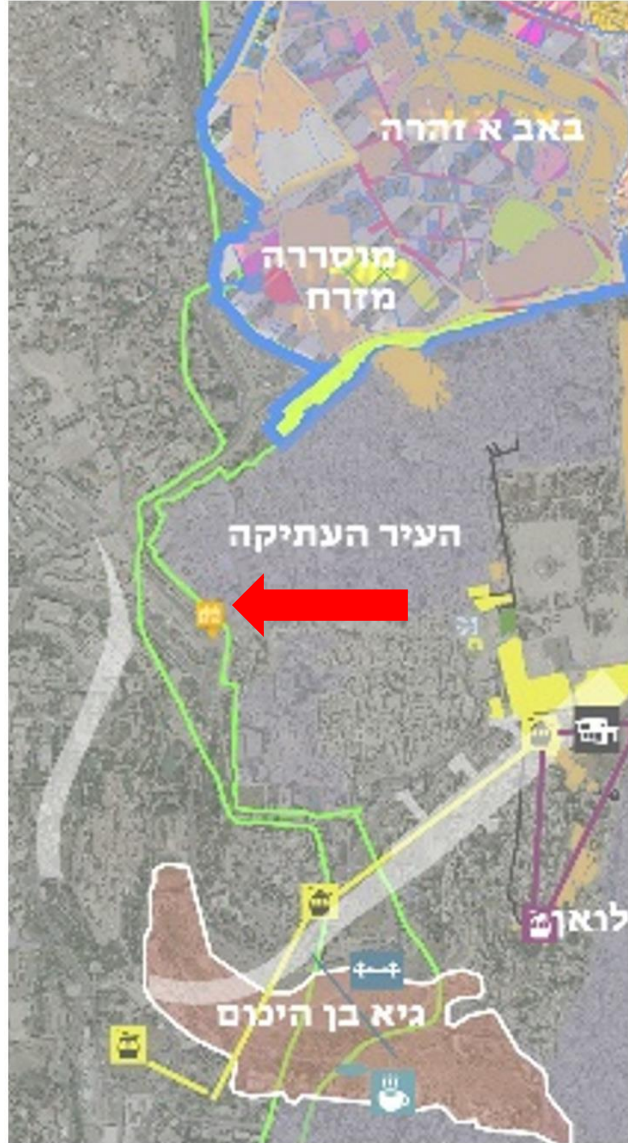 באב א זהרה
מוסררה
מזרח
העיר העתיקה
לואן
גיא בן הינום